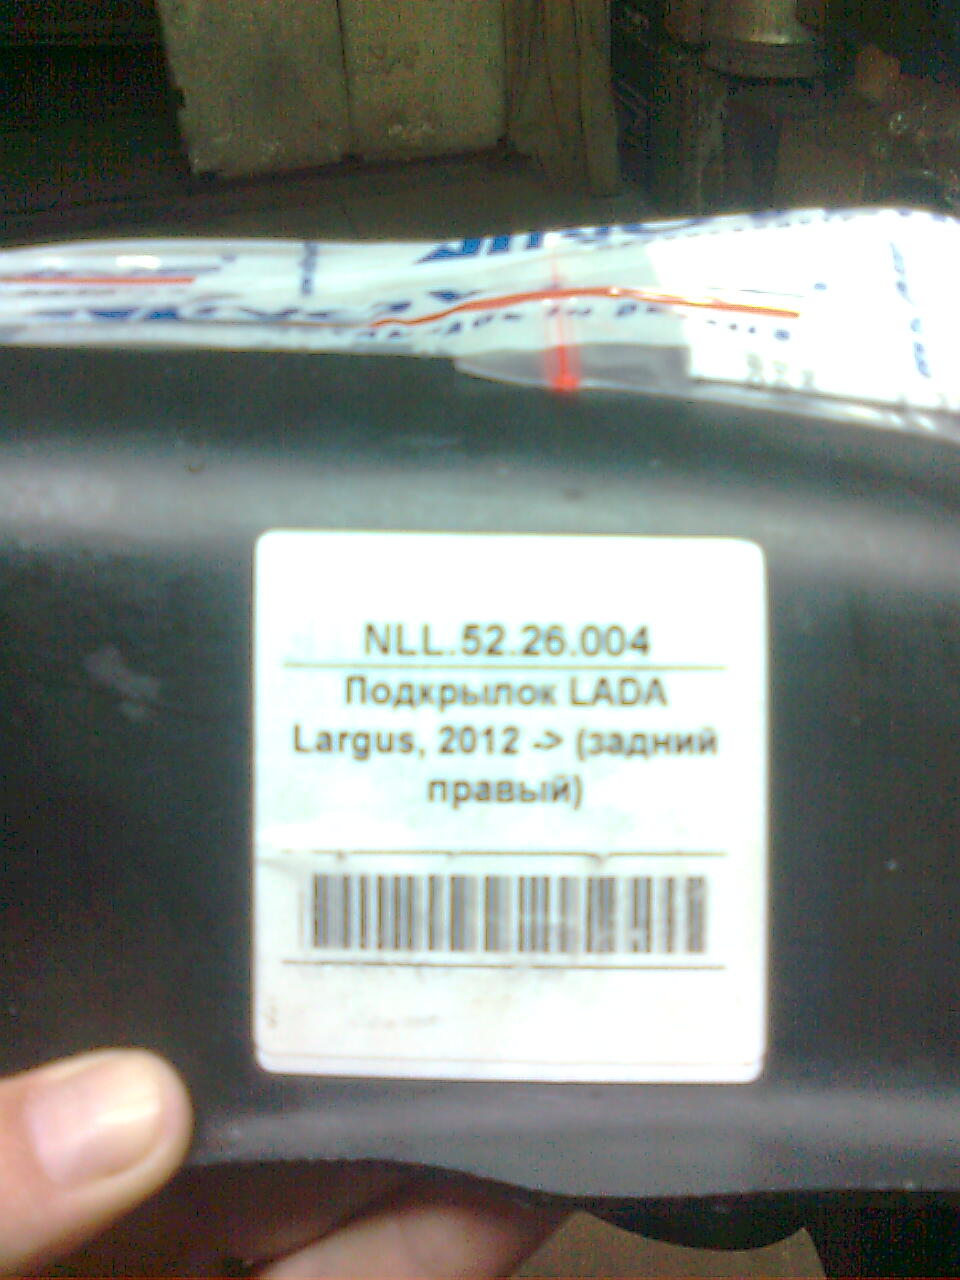 NLL.52.26.004
Подкрылок LADA
Largus, 2012 -> (задний
правый)